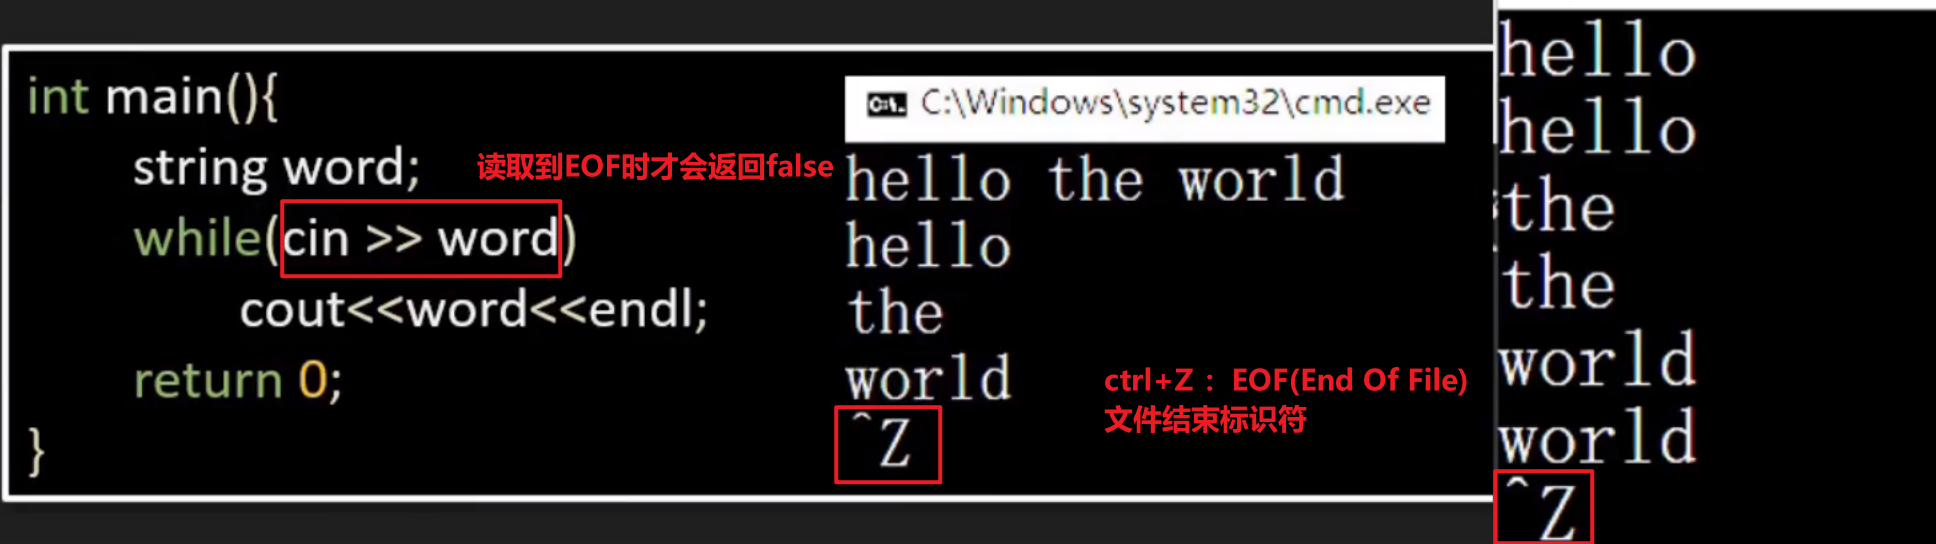 int main(){
string word;
读取到EOF时才会返回false
while(cin >> word)
cout<<word<<endl;
return 0;
}
C:\Windows\system32\cmd.exe
hello the world
hello
the
world
^Z
ctrl+Z ： EOF(End Of File)
文件结束标识符
hello
hello
the
the
world
world
^Z